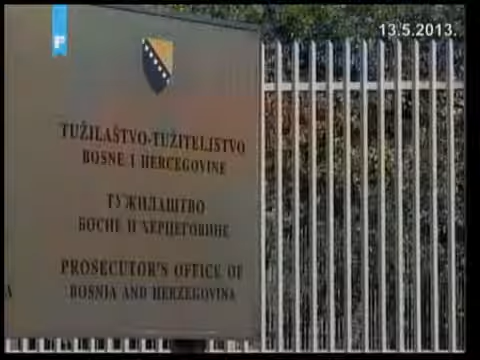 13.5.2013.
TUŽILAŠTVO-TUŽITELJSTVO
BOSNE I HERCEGOVINE
ТУЖИЛАШТВО
БОСНЕ И ХЕРЦЕГОВИНЕ
PROSECUTOR'S OFFICE OF
BOSNIA AND HERZEGOVINA